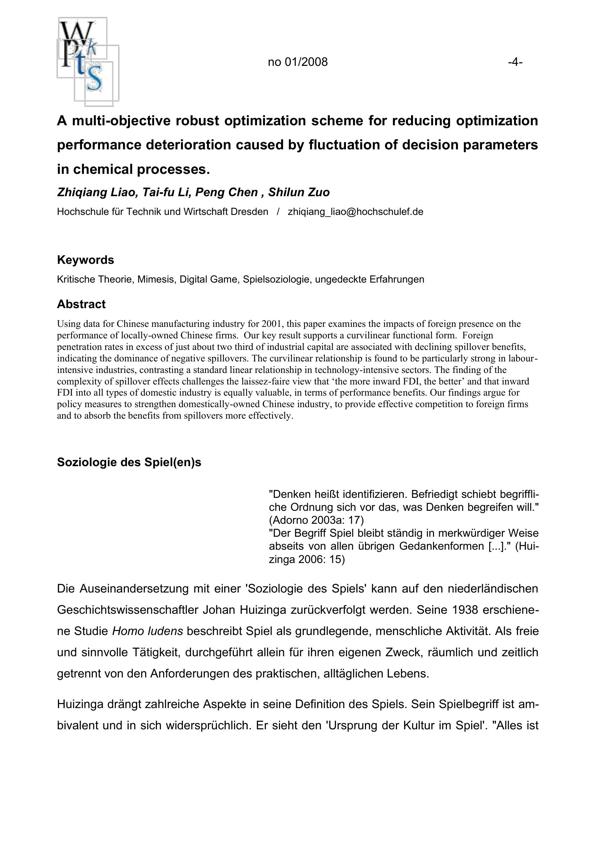 WPkts
no 01/2008 -4-
A multi-objective robust optimization scheme for reducing optimization
performance deterioration caused by fluctuation of decision parameters
in chemical processes.
Zhiqiang Liao, Tai-fu Li, Peng Chen , Shilun Zuo
Hochschule für Technik und Wirtschaft Dresden / zhiqiang_liao@hochschulef.de
Keywords
Kritische Theorie, Mimesis, Digital Game, Spielsoziologie, ungedeckte Erfahrungen
Abstract
Using data for Chinese manufacturing industry for 2001, this paper examines the impacts of foreign presence on the
performance of locally-owned Chinese firms. Our key result supports a curvilinear functional form. Foreign
penetration rates in excess of just about two third of industrial capital are associated with declining spillover benefits,
indicating the dominance of negative spillovers. The curvilinear relationship is found to be particularly strong in labour-
intensive industries, contrasting a standard linear relationship in technology-intensive sectors. The finding of the
complexity of spillover effects challenges the laissez-faire view that ‘the more inward FDI, the better’ and that inward
FDI into all types of domestic industry is equally valuable, in terms of performance benefits. Our findings argue for
policy measures to strengthen domestically-owned Chinese industry, to provide effective competition to foreign firms
and to absorb the benefits from spillovers more effectively.
Soziologie des Spiel(en)s
"Denken heißt identifizieren. Befriedigt schiebt begriffli-
che Ordnung sich vor das, was Denken begreifen will."
(Adorno 2003a: 17)
"Der Begriff Spiel bleibt ständig in merkwürdiger Weise
abseits von allen übrigen Gedankenformen [...]." (Hui-
zinga 2006: 15)
Die Auseinandersetzung mit einer 'Soziologie des Spiels' kann auf den niederländischen
Geschichtswissenschaftler Johan Huizinga zurückverfolgt werden. Seine 1938 erschiene-
ne Studie Homo ludens beschreibt Spiel als grundlegende, menschliche Aktivität. Als freie
und sinnvolle Tätigkeit, durchgeführt allein für ihren eigenen Zweck, räumlich und zeitlich
getrennt von den Anforderungen des praktischen, alltäglichen Lebens.
Huizinga drängt zahlreiche Aspekte in seine Definition des Spiels. Sein Spielbegriff ist am-
bivalent und in sich widersprüchlich. Er sieht den 'Ursprung der Kultur im Spiel'. "Alles ist